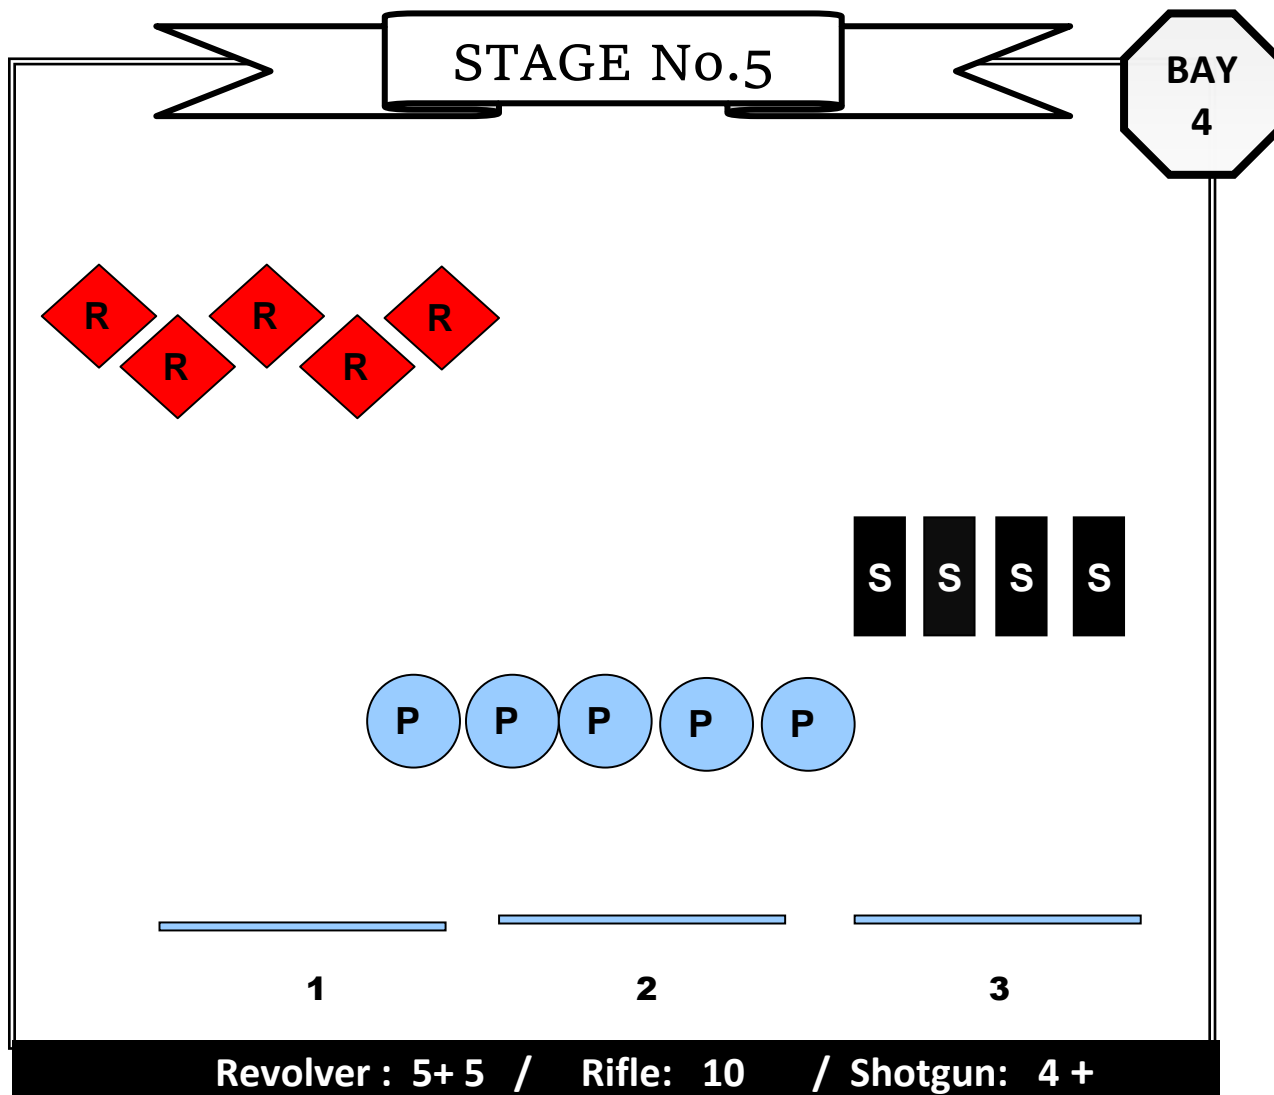 STAGE No.5
BAY
4
R R R
R R
S S S S
P P P P P
1 2 3
Revolver : 5+ 5 / Rifle: 10 / Shotgun: 4 +